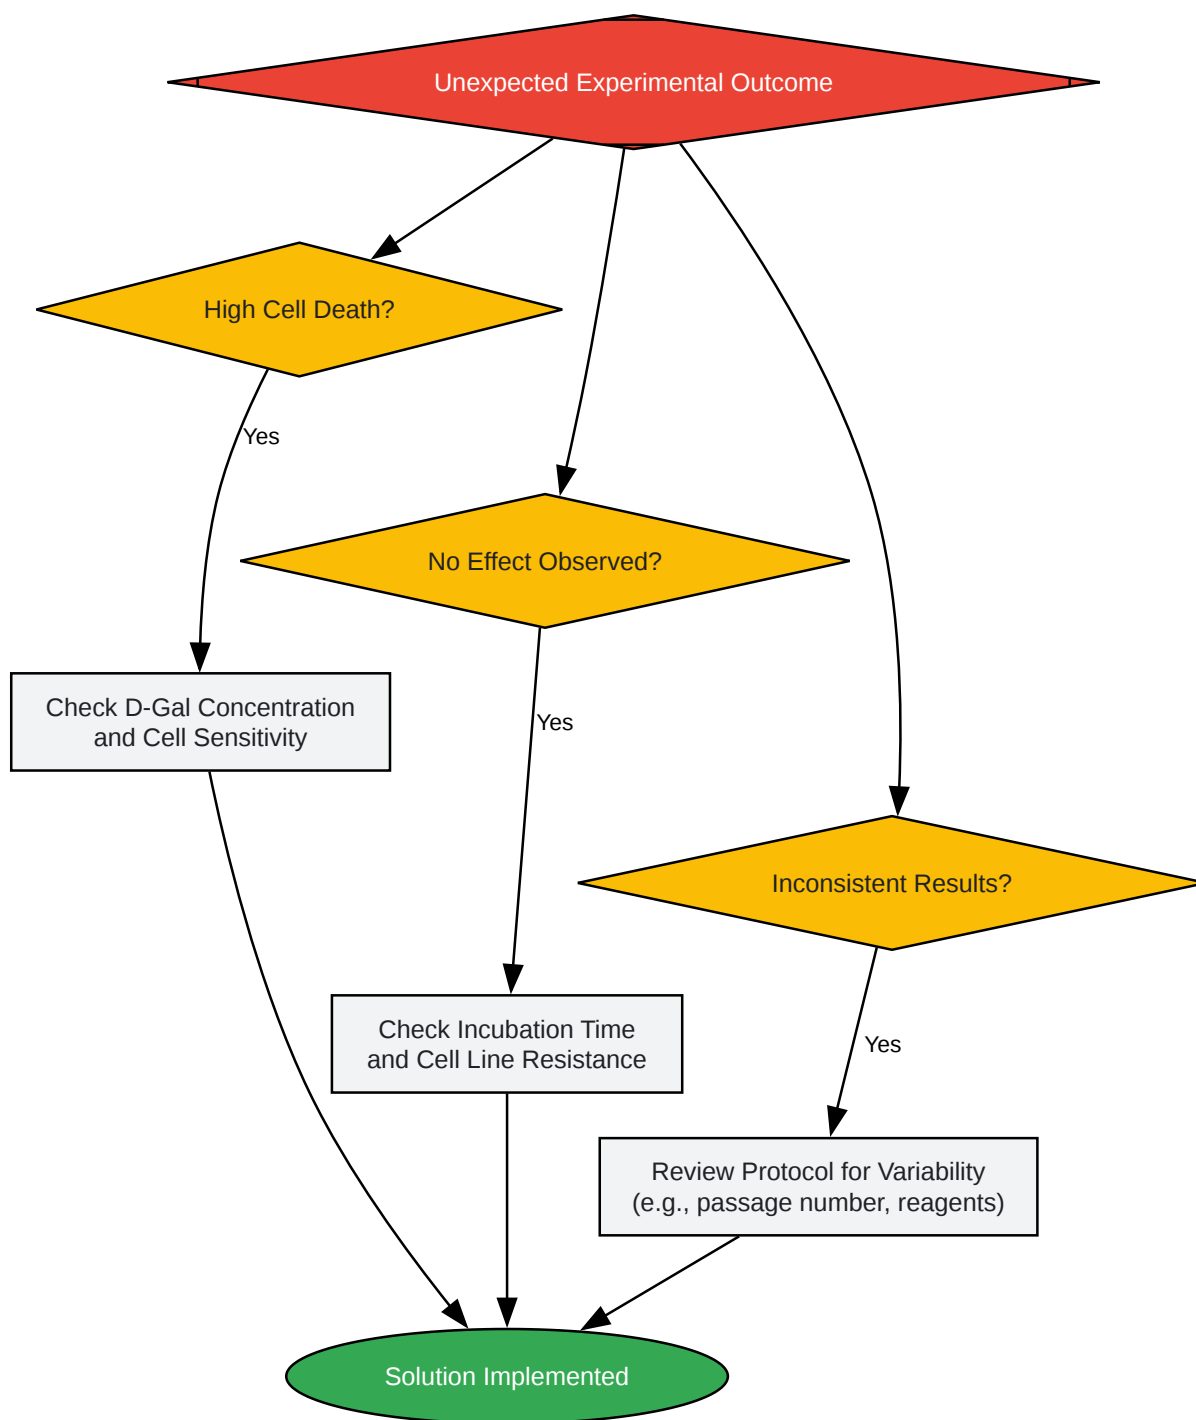 Unexpected Experimental Outcome
High Cell Death?
Yes
No Effect Observed?
Check D-Gal Concentration
and Cell Sensitivity
Yes
Inconsistent Results?
Check Incubation Time
and Cell Line Resistance
Yes
Review Protocol for Variability
(e.g., passage number, reagents)
Solution Implemented